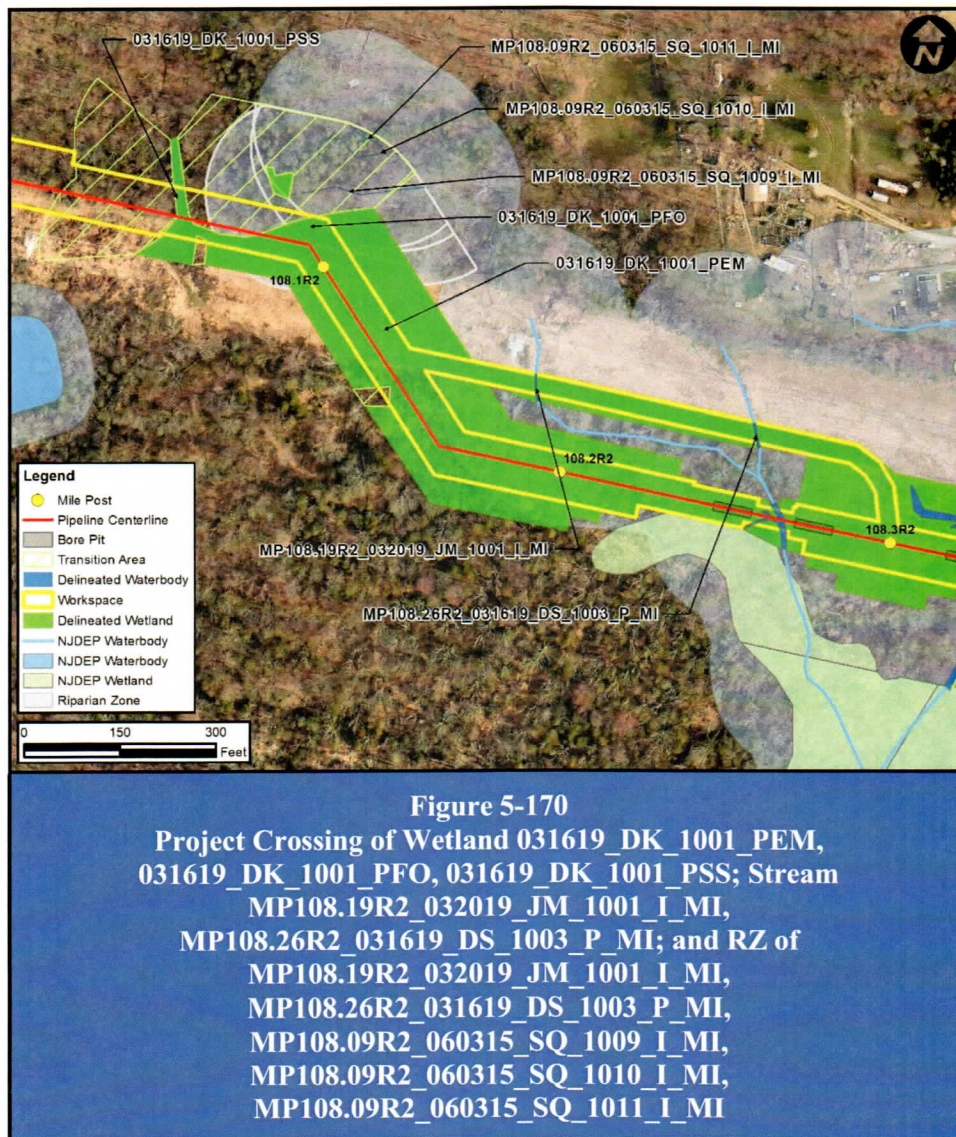 031619_DK_1001_PSS
MP108.09R2_060315_SQ_1011_I_MI
N
MP108.09R2_060315_SQ_1010_I_MI
MP108.09R2_060315_SQ_1009_I_MI
031619_DK_1001_PFO
031619_DK_1001_PEM
108.1R2
108.2R2
108.3R2
MP108.19R2_032019_JM_1001_I_MI
MP108.26R2_031619_DS_1003_P_MI
Legend
Mile Post
Pipeline Centerline
Bore Pit
Transition Area
Delineated Waterbody
Workspace
Delineated Wetland
NJDEP Waterbody
NJDEP Waterbody
NJDEP Wetland
Riparian Zone
0 150 300
Feet
Figure 5-170
Project Crossing of Wetland 031619_DK_1001_PEM,
031619_DK_1001_PFO, 031619_DK_1001_PSS; Stream
MP108.19R2_032019_JM_1001_I_MI,
MP108.26R2_031619_DS_1003_P_MI; and RZ of
MP108.19R2_032019_JM_1001_I_MI,
MP108.26R2_031619_DS_1003_P_MI,
MP108.09R2_060315_SQ_1009_I_MI,
MP108.09R2_060315_SQ_1010_I_MI,
MP108.09R2_060315_SQ_1011_I_MI